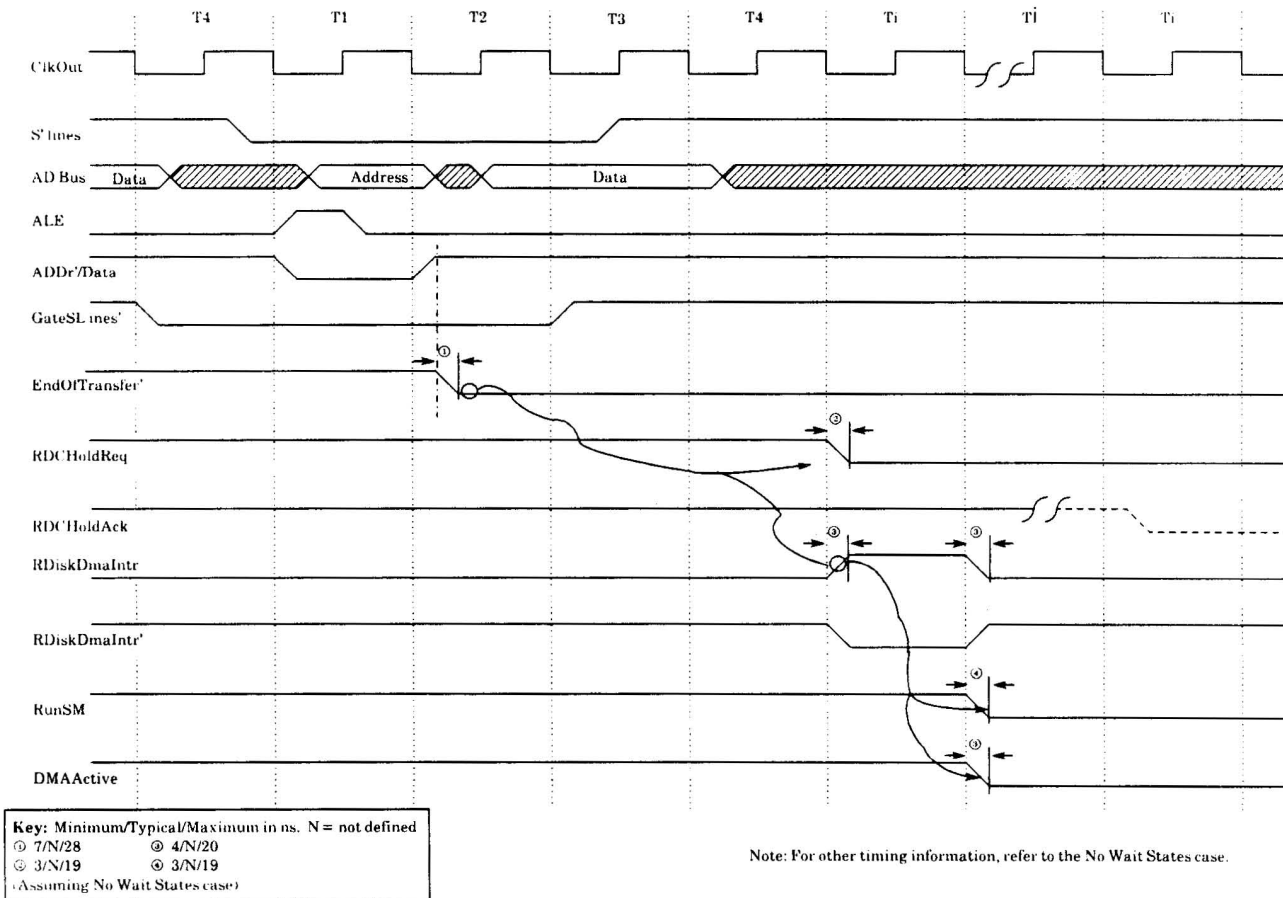 T4 T1 T2 T3 T4 Ti Ti Ti
ClkOut
S' lines
AD Bus Data Address Data
ALE
ADDr'/Data
GateSLines'
①
EndOfTransfer'
②
RDCHoldReq
RDCHoldAck
③ ③
RDiskDmaIntr
RDiskDmaIntr'
④
RunSM
③
DMAActive
Key: Minimum/Typical/Maximum in ns. N = not defined
① 7/N/28 ③ 4/N/20
② 3/N/19 ④ 3/N/19
(Assuming No Wait States case)
Note: For other timing information, refer to the No Wait States case.